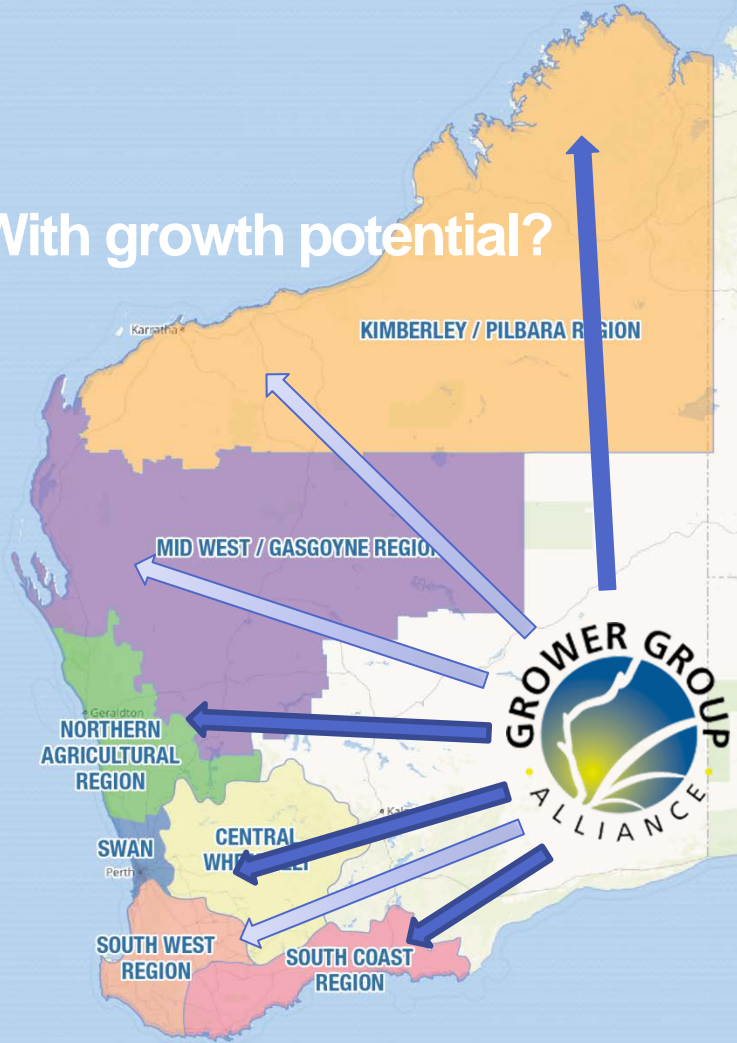 With growth potential?
Karratha
KIMBERLEY / PILBARA REGION
MID WEST / GASGOYNE REGION
GROWER GROUP
ALLIANCE
Geraldton
NORTHERN
AGRICULTURAL
REGION
SWAN
Perth
CENTRAL
SOUTH WEST
REGION
SOUTH COAST
REGION